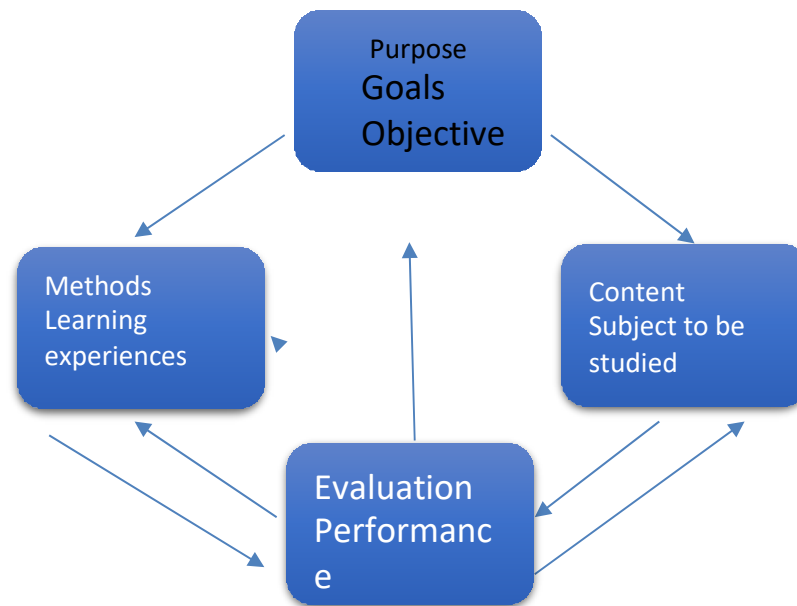 Purpose
Goals
Objective
Methods
Learning
experiences
Content
Subject to be
studied
Evaluation
Performanc
e